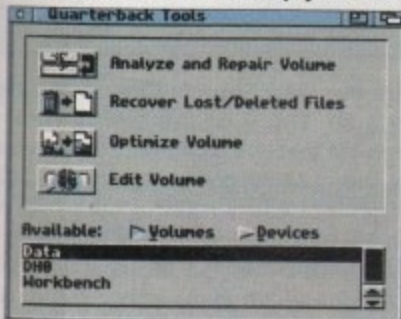 Quarterback Tools
Analyze and Repair Volume
Recover Lost/Deleted Files
Optimize Volume
Edit Volume
Available: Volumes Devices
Data
DH0
Workbench